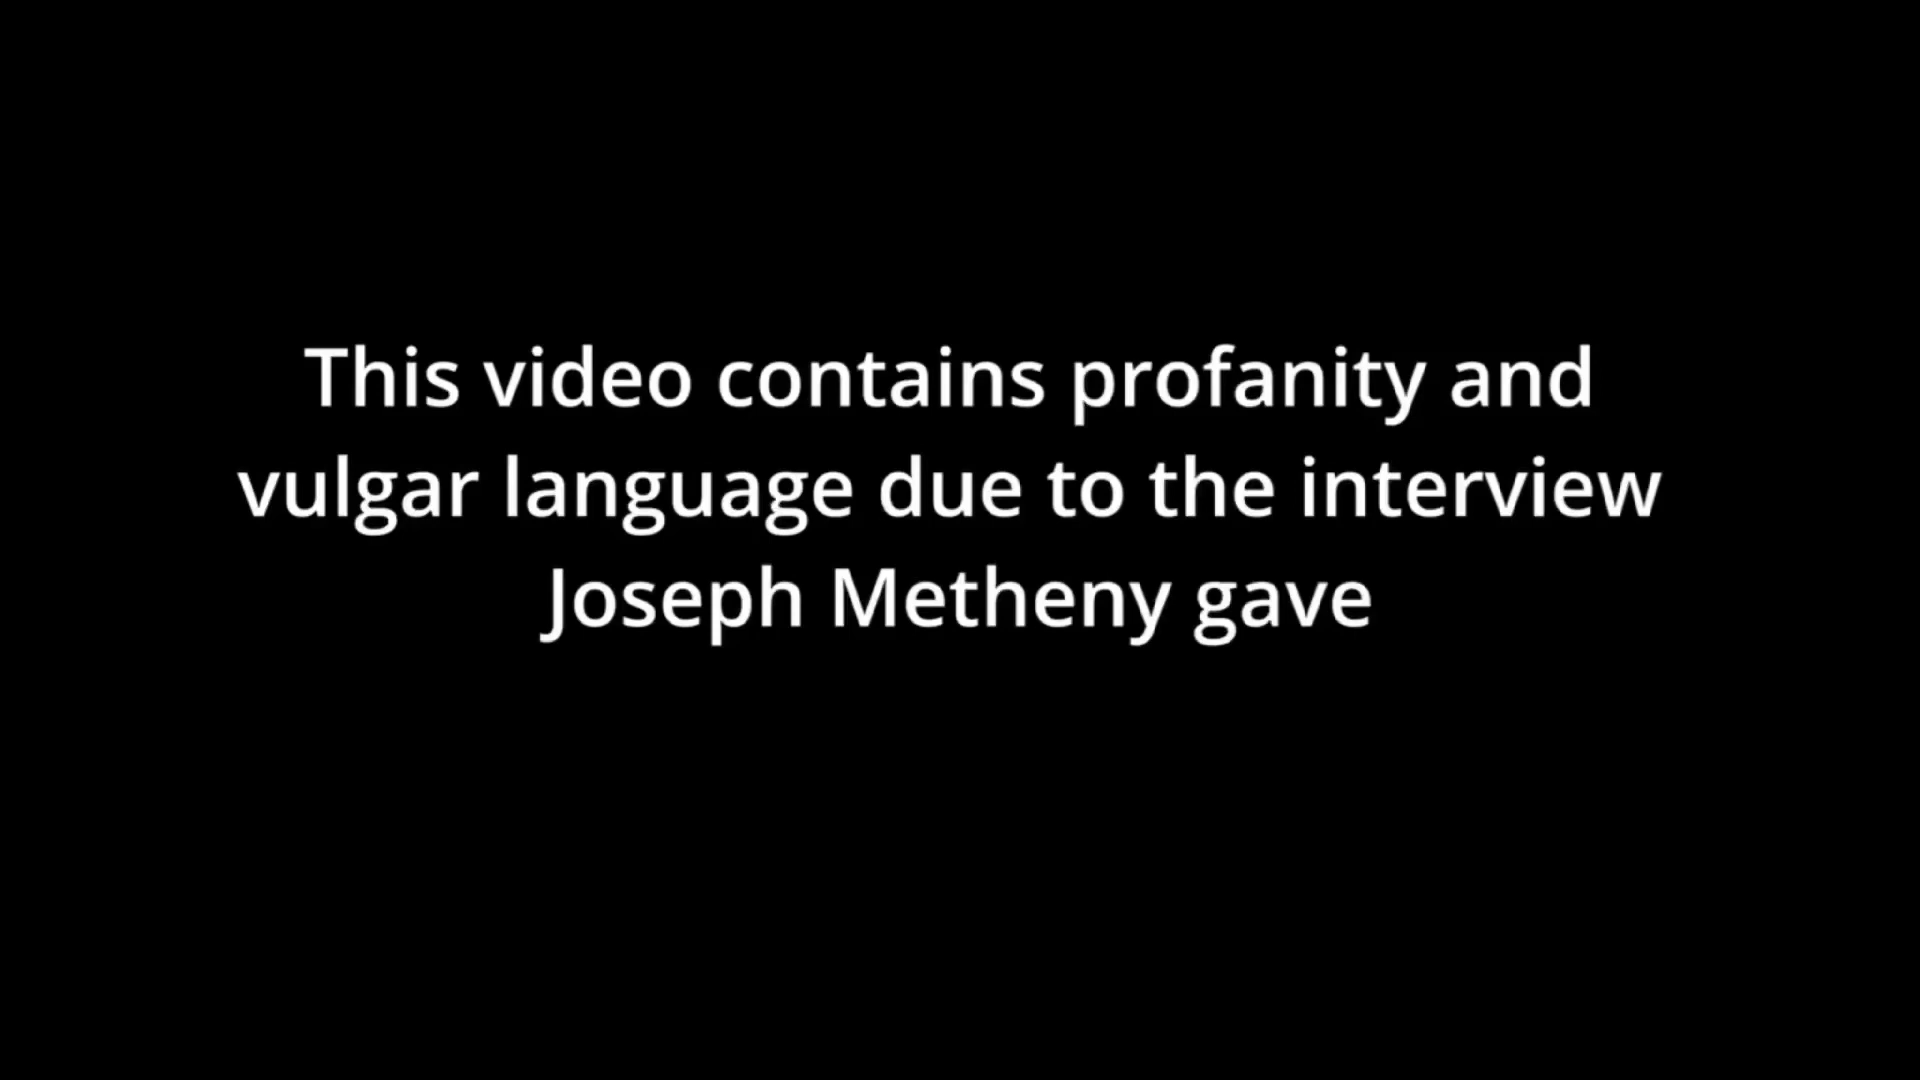 This video contains profanity and
vulgar language due to the interview
Joseph Metheny gave